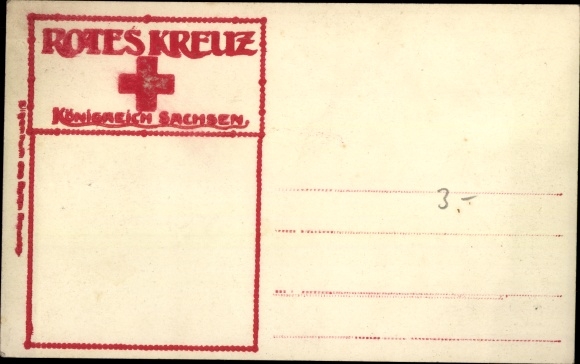 ROTES KREUZ
KÖNIGREICH SACHSEN
3.-